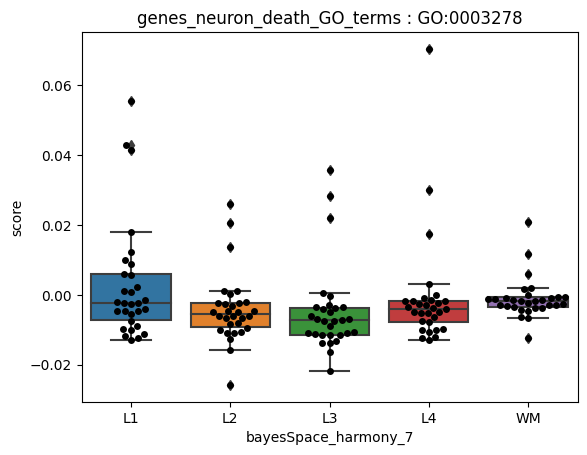 genes_neuron_death_GO_terms : GO:0003278
0.06
0.04
0.02
0.00
−0.02
score
L1 L2 L3 L4 WM
bayesSpace_harmony_7